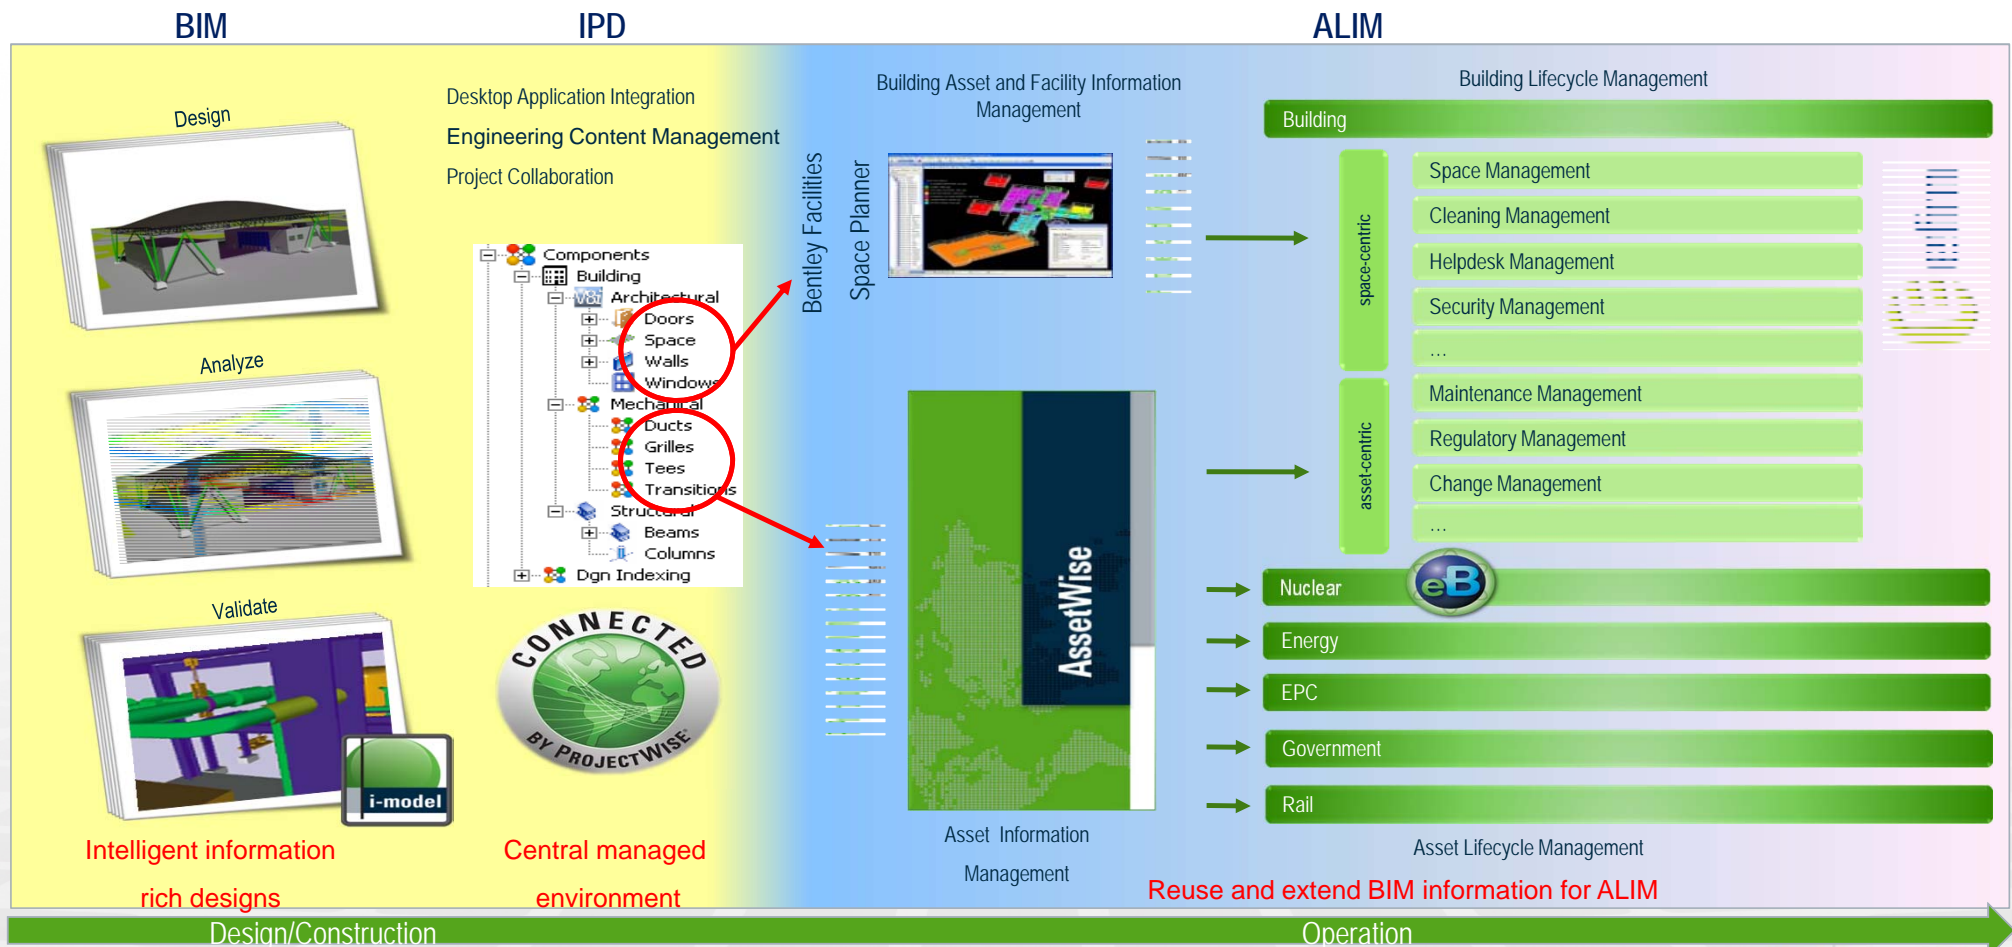 BIM
IPD
ALIM
Design
Analyze
Validate
i-model
Intelligent information
rich designs
Desktop Application Integration
Engineering Content Management
Project Collaboration
Components
Building
Architectural
Doors
Space
Walls
Windows
Mechanical
Ducts
Grilles
Tees
Transitions
Structural
Beams
Columns
Dgn Indexing
CONNECTED
BY PROJECTWISE
Central managed
environment
Building Asset and Facility Information
Management
Bentley Facilities
Space Planner
AssetWise
Asset Information
Management
Building Lifecycle Management
Building
space-centric
Space Management
Cleaning Management
Helpdesk Management
Security Management
...
asset-centric
Maintenance Management
Regulatory Management
Change Management
...
Nuclear
eB
Energy
EPC
Government
Rail
Asset Lifecycle Management
Reuse and extend BIM information for ALIM
Design/Construction
Operation